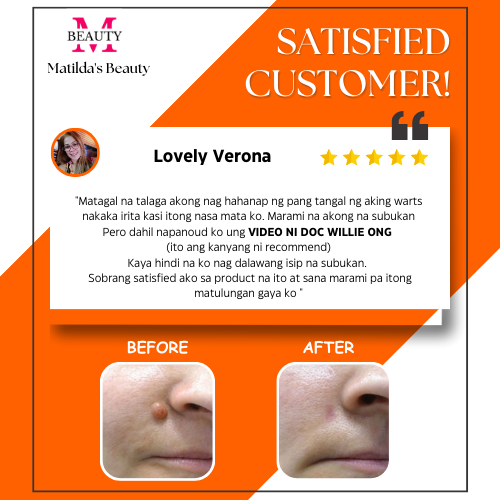 M
BEAUTY
Matilda's Beauty
SATISFIED
CUSTOMER!
Lovely Verona
"Matagal na talaga akong nag hahanap ng pang tangal ng aking warts
nakaka irita kasi itong nasa mata ko. Marami na akong na subukan
Pero dahil napanoud ko ung VIDEO NI DOC WILLIE ONG
(ito ang kanyang ni recommend)
Kaya hindi na ko nag dalawang isip na subukan.
Sobrang satisfied ako sa product na ito at sana marami pa itong
matulungan gaya ko "
BEFORE
AFTER